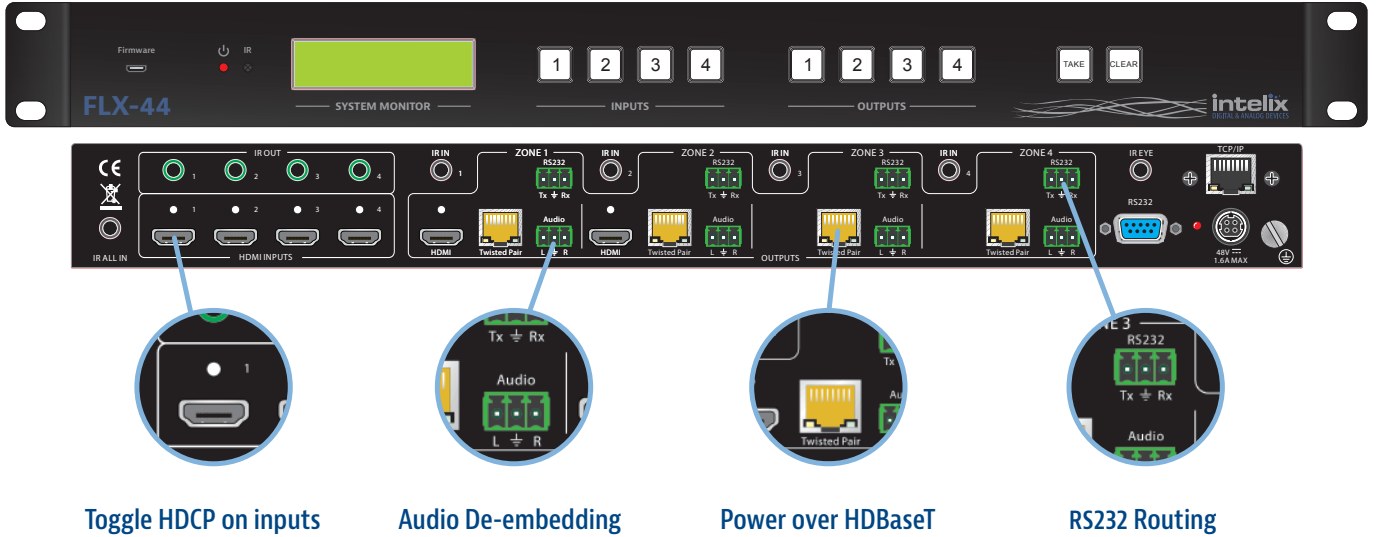 Firmware
IR
FLX-44
SYSTEM MONITOR
1 2 3 4
INPUTS
1 2 3 4
OUTPUTS
TAKE CLEAR
intelix
DIGITAL & ANALOG DEVICES
CE
IR ALL IN
IR OUT
1 2 3 4
1 2 3 4
HDMI INPUTS
IR IN 1
ZONE 1
RS232
Tx Rx
HDMI
Twisted Pair
Audio
L R
IR IN 2
ZONE 2
RS232
Tx Rx
HDMI
Twisted Pair
Audio
L R
OUTPUTS
IR IN 3
ZONE 3
RS232
Tx Rx
Twisted Pair
Audio
L R
IR IN 4
ZONE 4
RS232
Tx Rx
Twisted Pair
Audio
L R
IR EYE
RS232
TCP/IP
48V
1.6A MAX
1
Toggle HDCP on inputs
Tx Rx
Audio
L R
Audio De-embedding
Tx
Au
Twisted Pair
Power over HDBaseT
NE 3
RS232
Tx Rx
Audio
RS232 Routing